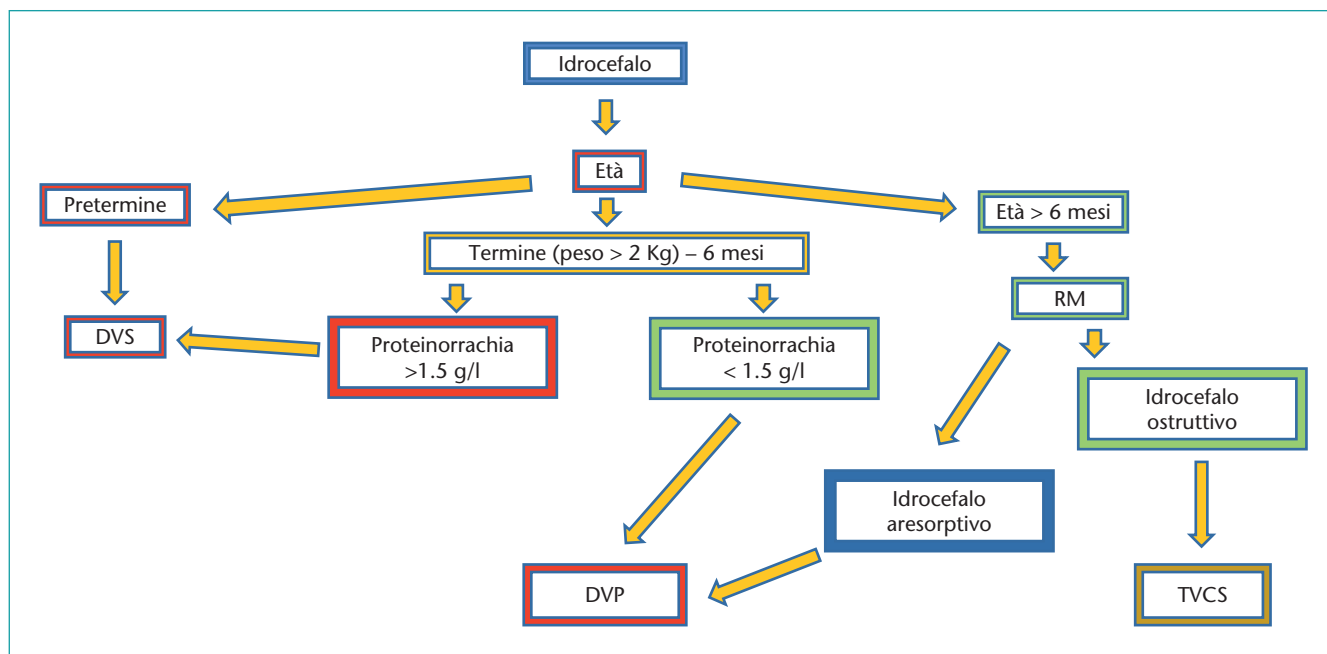 Idrocefalo
Età
Pretermine
Età > 6 mesi
Termine (peso > 2 Kg) – 6 mesi
RM
DVS
Proteinorrachia
>1.5 g/l
Proteinorrachia
< 1.5 g/l
Idrocefalo
ostruttivo
Idrocefalo
aresorptivo
DVP
TVCS